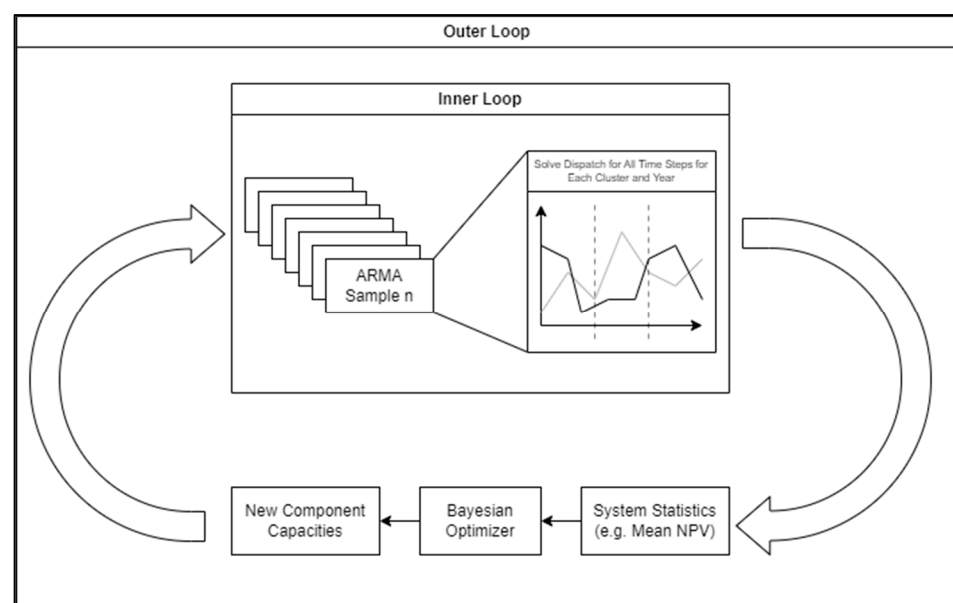 Outer Loop
Inner Loop
Solve Dispatch for All Time Steps for
Each Cluster and Year
ARMA
Sample n
New Component
Capacities
Bayesian
Optimizer
System Statistics
(e.g. Mean NPV)